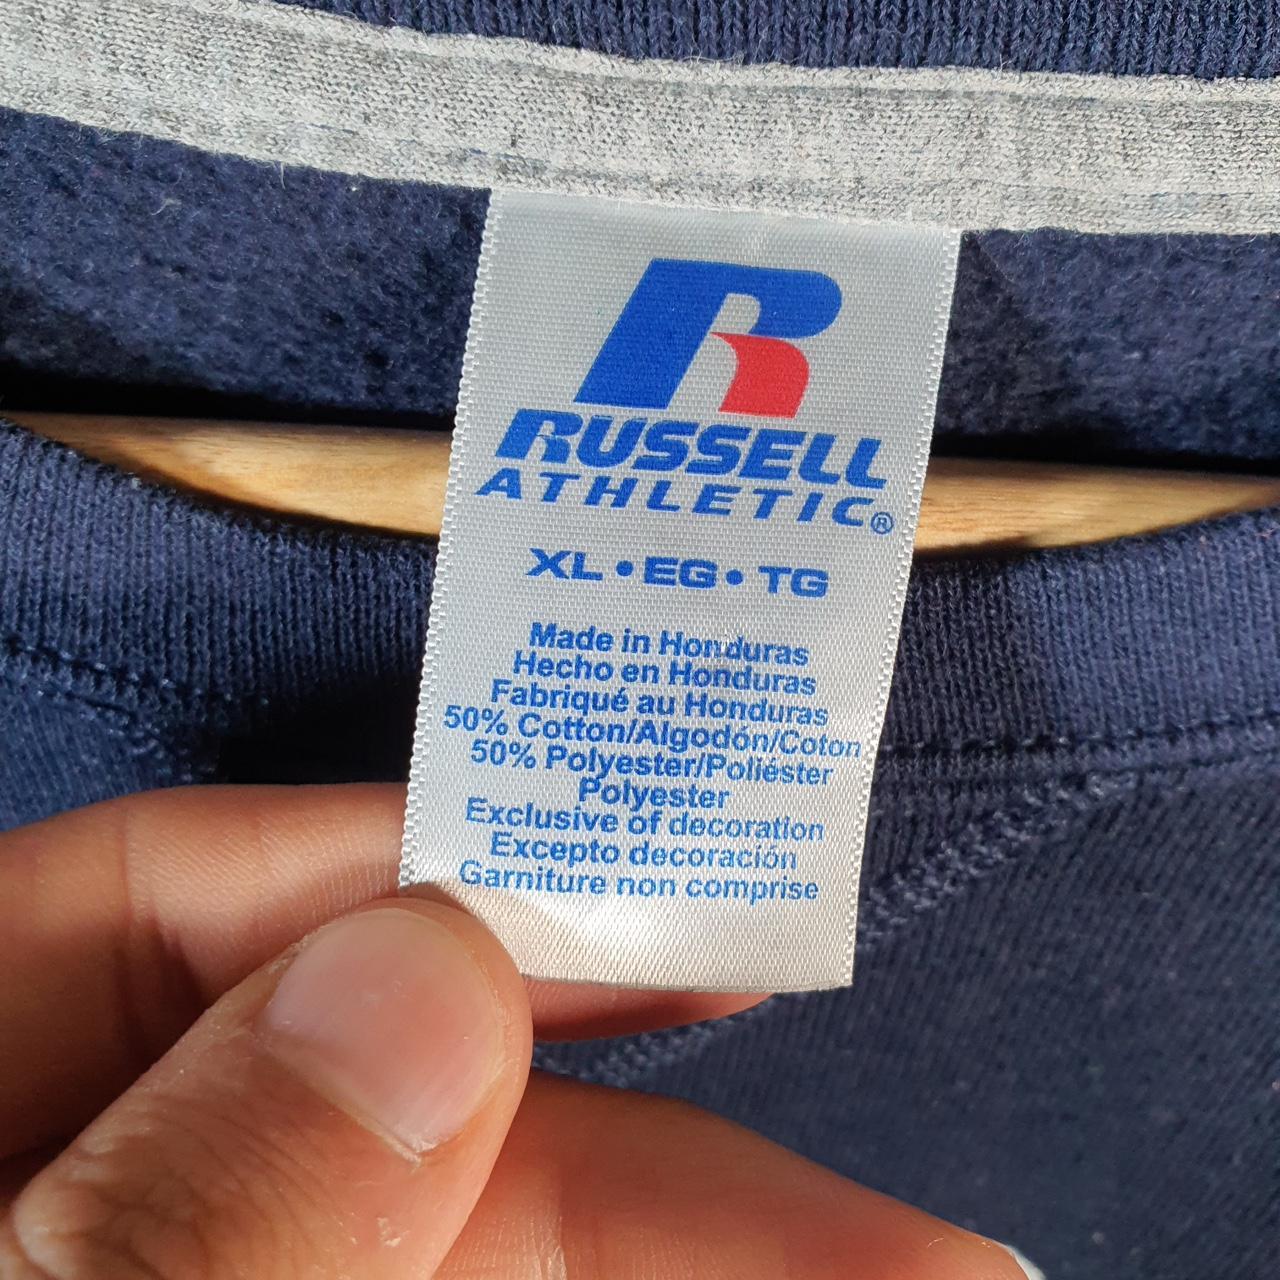 R
RUSSELL
ATHLETIC®
XL • EG • TG
Made in Honduras
Hecho en Honduras
Fabriqué au Honduras
50% Cotton/Algodón/Coton
50% Polyester/Poliéster
Polyester
Exclusive of decoration
Excepto decoración
Garniture non comprise